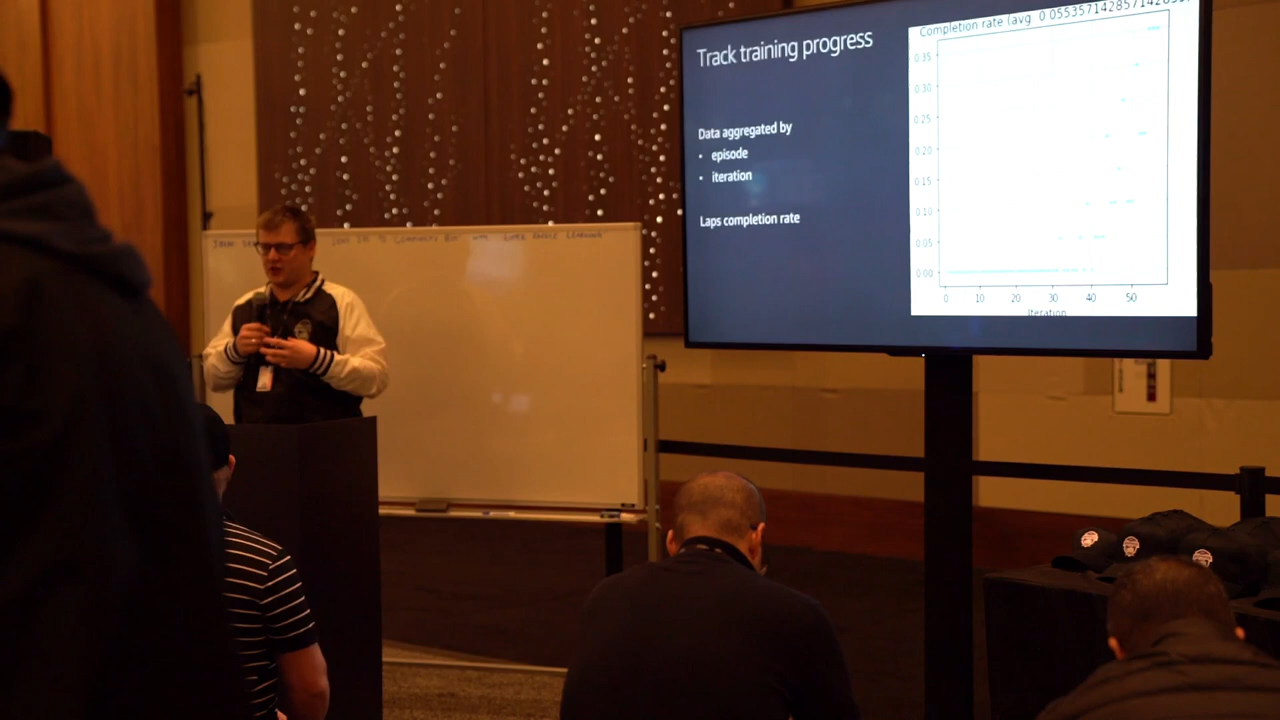 Track training progress
Data aggregated by
• episode
• iteration
Laps completion rate
Completion rate (avg 0.05535714285714285
0.35
0.30
0.25
0.20
0.15
0.10
0.05
0.00
0 10 20 30 40 50
Iteration